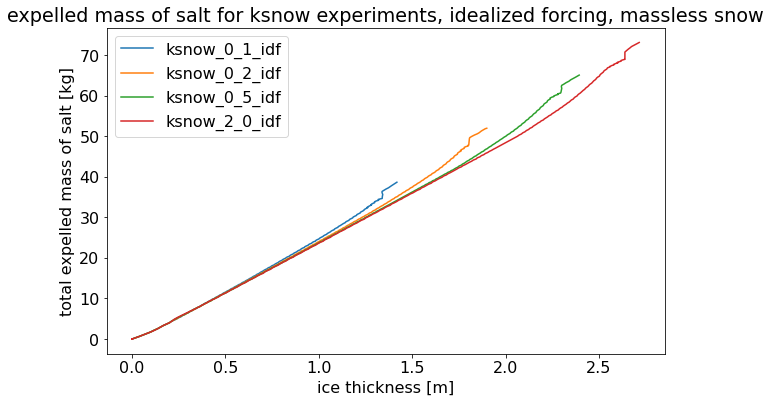 expelled mass of salt for ksnow experiments, idealized forcing, massless snow
ksnow_0_1_idf
ksnow_0_2_idf
ksnow_0_5_idf
ksnow_2_0_idf
total expelled mass of salt [kg]
70
60
50
40
30
20
10
0
0.0 0.5 1.0 1.5 2.0 2.5
ice thickness [m]